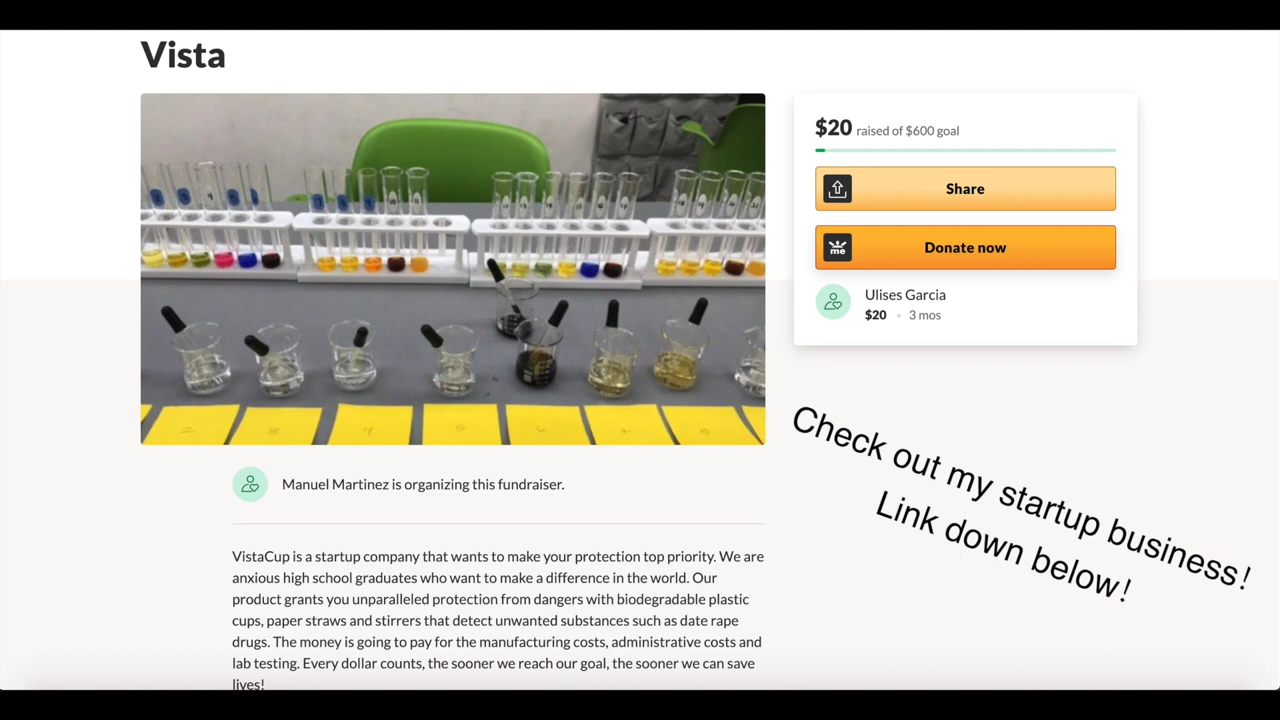 Vista
$20 raised of $600 goal
Share
me
Donate now
Ulises Garcia
$20 • 3 mos
Manuel Martinez is organizing this fundraiser.
VistaCup is a startup company that wants to make your protection top priority. We are
anxious high school graduates who want to make a difference in the world. Our
product grants you unparalleled protection from dangers with biodegradable plastic
cups, paper straws and stirrers that detect unwanted substances such as date rape
drugs. The money is going to pay for the manufacturing costs, administrative costs and
lab testing. Every dollar counts, the sooner we reach our goal, the sooner we can save
lives!
Check out my startup business!
Link down below!